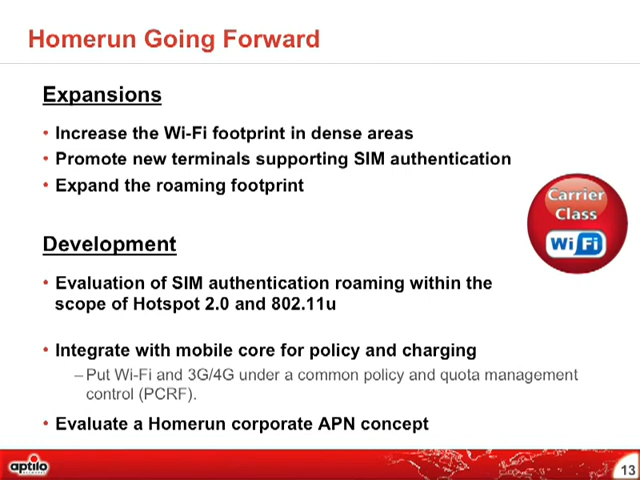 Homerun Going Forward
Expansions
• Increase the Wi-Fi footprint in dense areas
• Promote new terminals supporting SIM authentication
• Expand the roaming footprint
Carrier
Class
Wi Fi
Development
• Evaluation of SIM authentication roaming within the
scope of Hotspot 2.0 and 802.11u
• Integrate with mobile core for policy and charging
– Put Wi-Fi and 3G/4G under a common policy and quota management
control (PCRF).
• Evaluate a Homerun corporate APN concept
aptilo
13